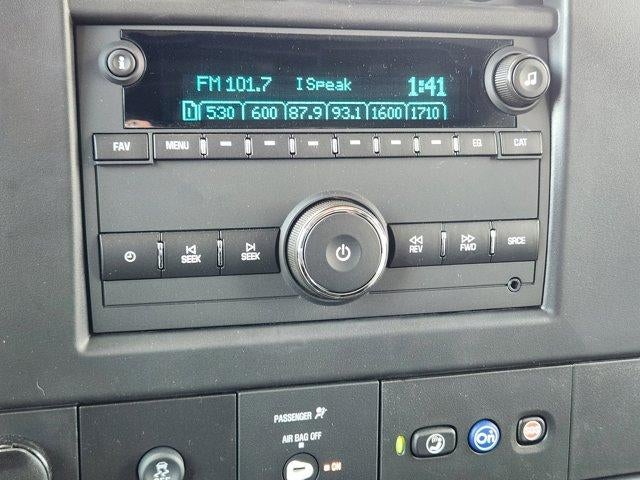 FM 101.7 I Speak 1:41
1 530 600 87.9 93.1 1600 1710
FAV MENU EQ CAT
SEEK SEEK REV FWD SRCE
PASSENGER
AIR BAG OFF
ON
On